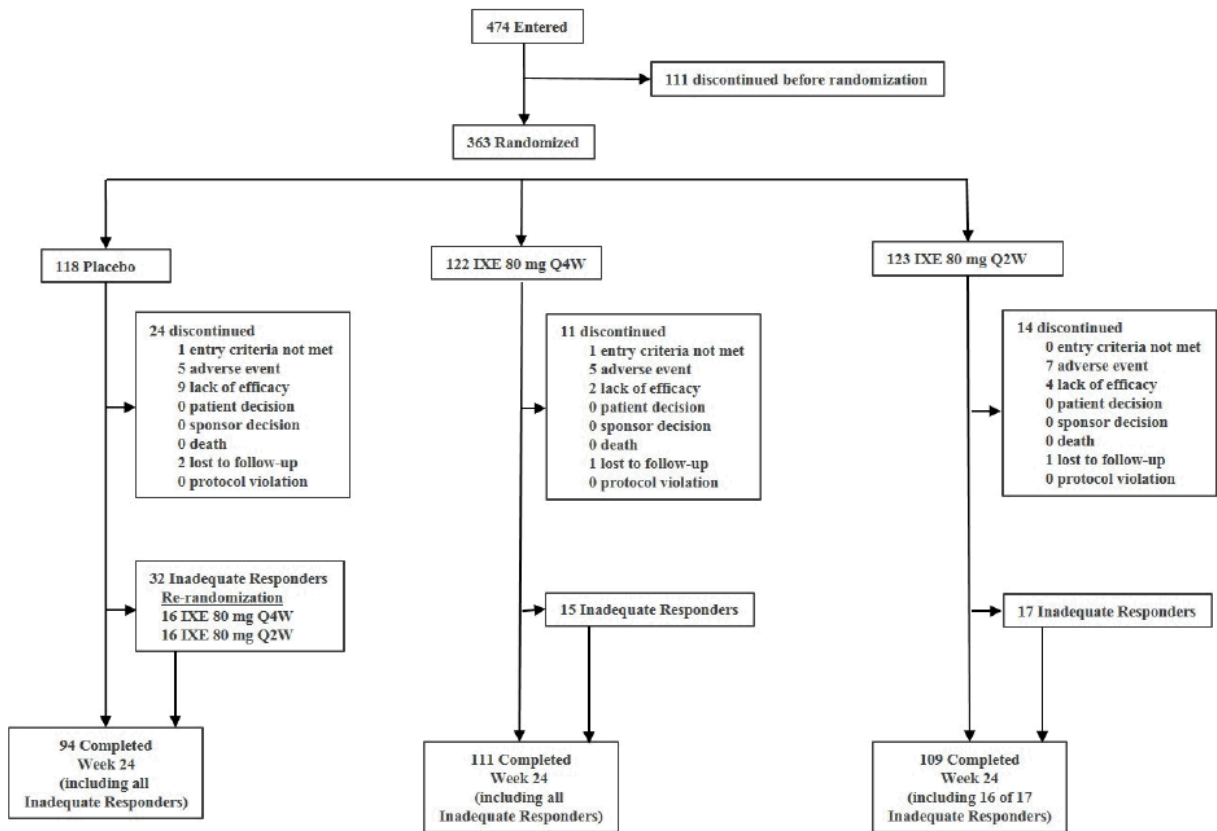 474 Entered
111 discontinued before randomization
363 Randomized
118 Placebo
122 IXE 80 mg Q4W
123 IXE 80 mg Q2W
24 discontinued
1 entry criteria not met
5 adverse event
9 lack of efficacy
0 patient decision
0 sponsor decision
0 death
2 lost to follow-up
0 protocol violation
11 discontinued
1 entry criteria not met
5 adverse event
2 lack of efficacy
0 patient decision
0 sponsor decision
0 death
1 lost to follow-up
0 protocol violation
14 discontinued
0 entry criteria not met
7 adverse event
4 lack of efficacy
0 patient decision
0 sponsor decision
0 death
1 lost to follow-up
0 protocol violation
32 Inadequate Responders
Re-randomization
16 IXE 80 mg Q4W
16 IXE 80 mg Q2W
15 Inadequate Responders
17 Inadequate Responders
94 Completed
Week 24
(including all
Inadequate Responders)
111 Completed
Week 24
(including all
Inadequate Responders)
109 Completed
Week 24
(including 16 of 17
Inadequate Responders)